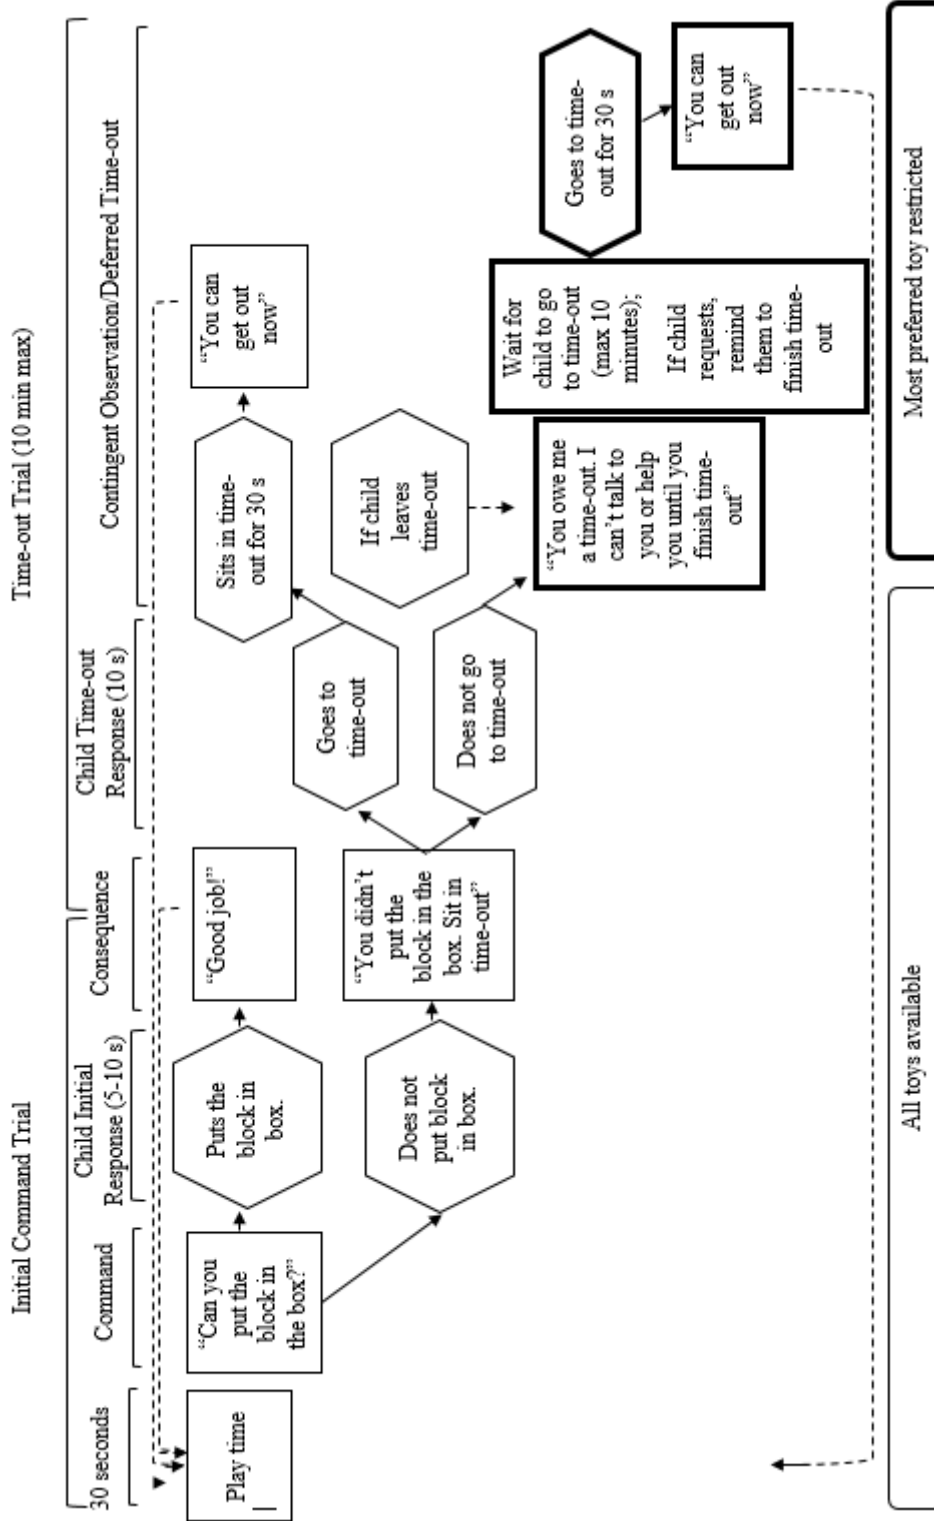 Initial Command Trial
Time-out Trial (10 min max)
30 seconds
Command
Child Initial
Response (5-10 s)
Consequence
Child Time-out
Response (10 s)
Contingent Observation/Deferred Time-out
Play time
“Can you
put the
block in
the box?”
Puts the
block in
box.
“Good job!”
Does not
put block
in box.
“You didn’t
put the
block in the
box. Sit in
time-out”
Goes to
time-out
Does not go
to time-out
Sits in time-
out for 30 s
“You can
get out
now”
If child
leaves
time-out
“You owe me
a time-out. I
can’t talk to
you or help
you until you
finish time-
out”
Wait for
child to go
to time-out
(max 10
minutes);
If child
requests,
remind
them to
finish time-
out
Goes to time-
out for 30 s
“You can
get out
now”
All toys available
Most preferred toy restricted